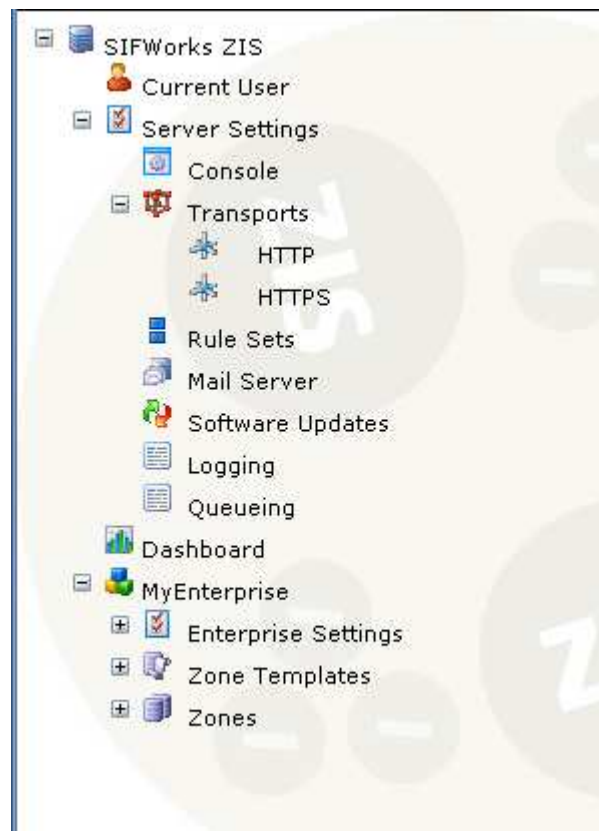 SIFWorks ZIS
Current User
Server Settings
Console
Transports
HTTP
HTTPS
Rule Sets
Mail Server
Software Updates
Logging
Queueing
Dashboard
MyEnterprise
Enterprise Settings
Zone Templates
Zones